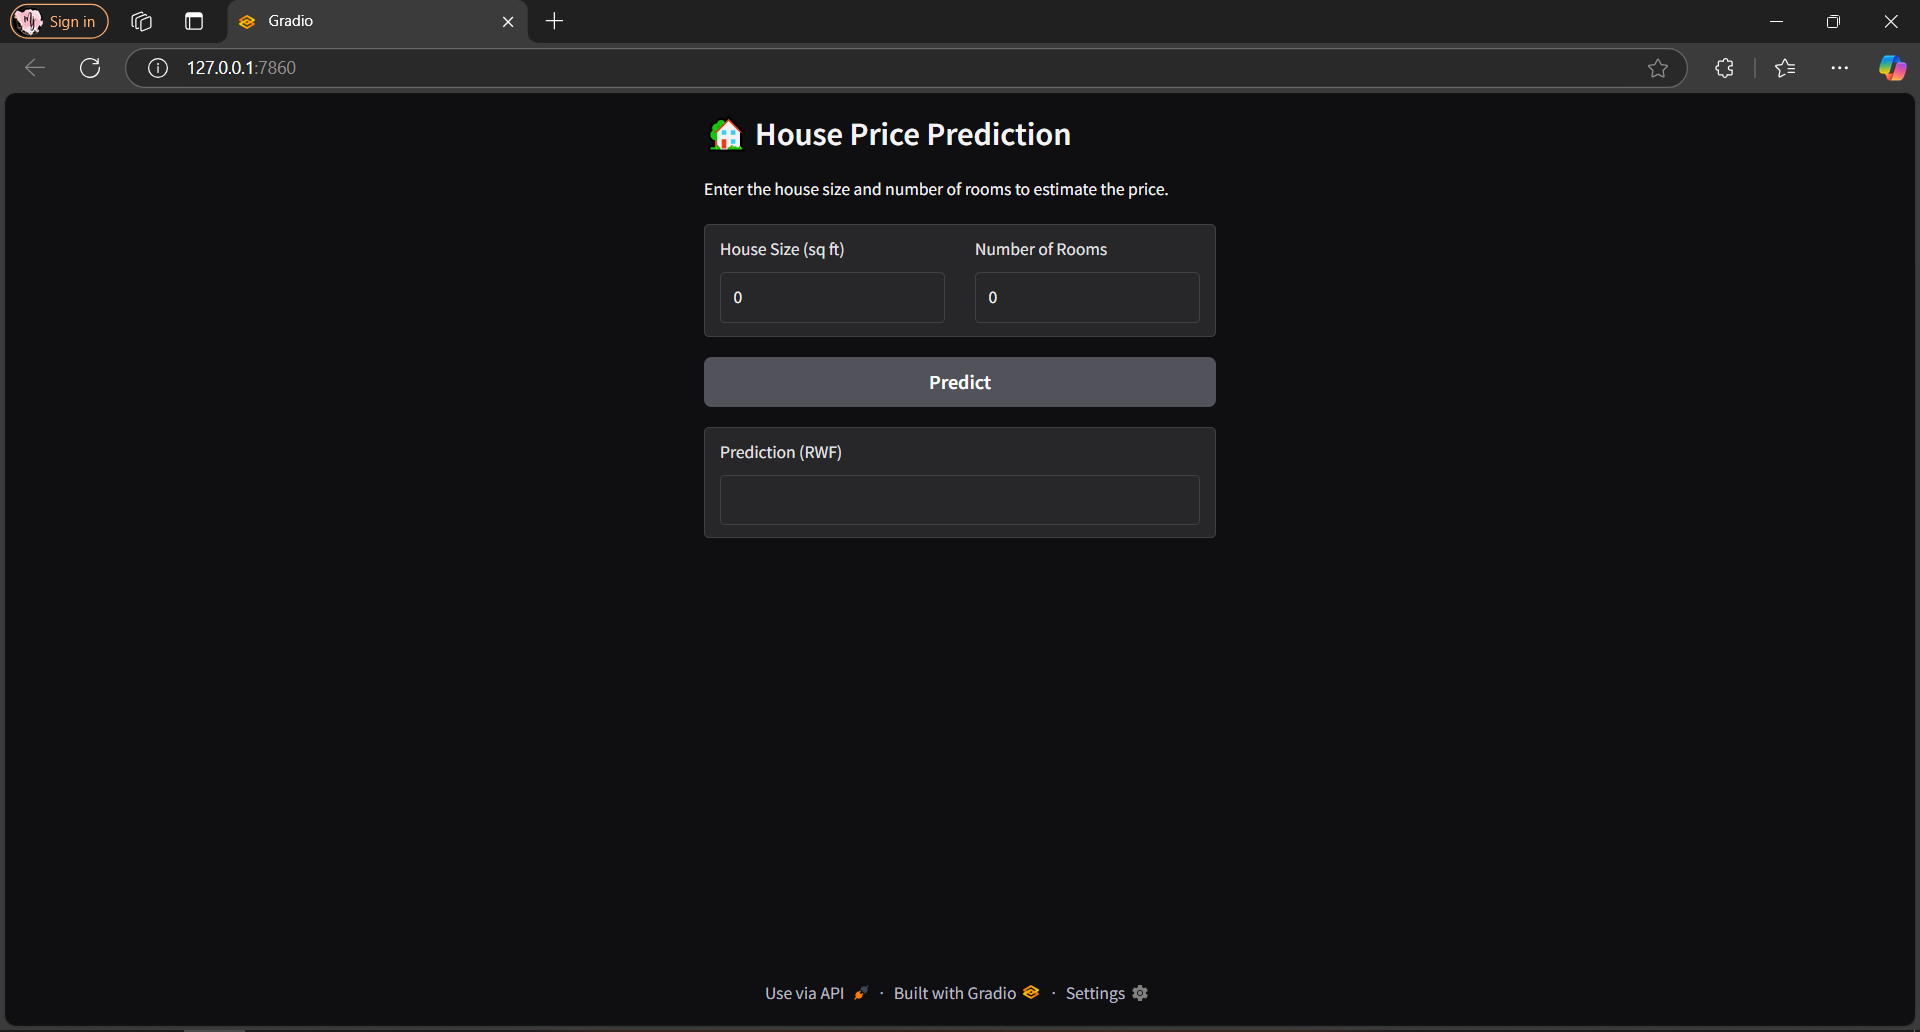 Sign in
Gradio
127.0.0.1:7860
House Price Prediction
Enter the house size and number of rooms to estimate the price.
House Size (sq ft)
Number of Rooms
0
0
Predict
Prediction (RWF)
Use via API · Built with Gradio · Settings